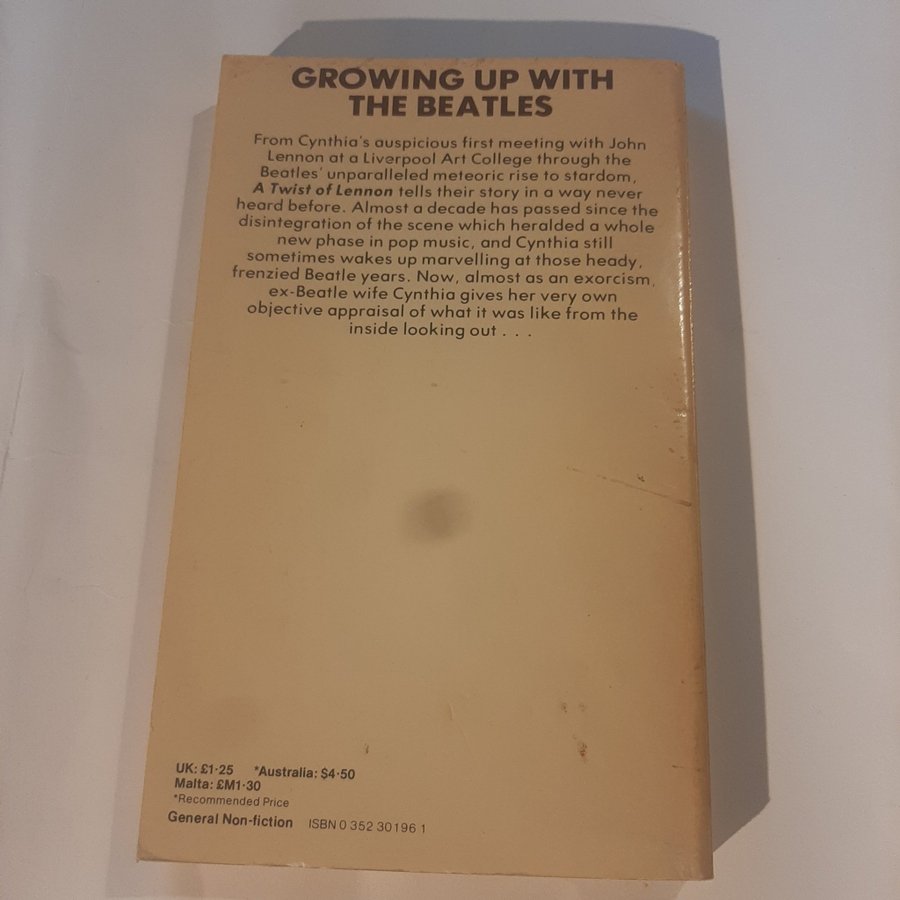 GROWING UP WITH
THE BEATLES
From Cynthia's auspicious first meeting with John
Lennon at a Liverpool Art College through the
Beatles' unparalleled meteoric rise to stardom,
A Twist of Lennon tells their story in a way never
heard before. Almost a decade has passed since the
disintegration of the scene which heralded a whole
new phase in pop music, and Cynthia still
sometimes wakes up marvelling at those heady,
frenzied Beatle years. Now, almost as an exorcism,
ex-Beatle wife Cynthia gives her very own
objective appraisal of what it was like from the
inside looking out . . .
UK: £1·25 *Australia: $4·50
Malta: £M1·30
*Recommended Price
General Non-fiction ISBN 0 352 30196 1